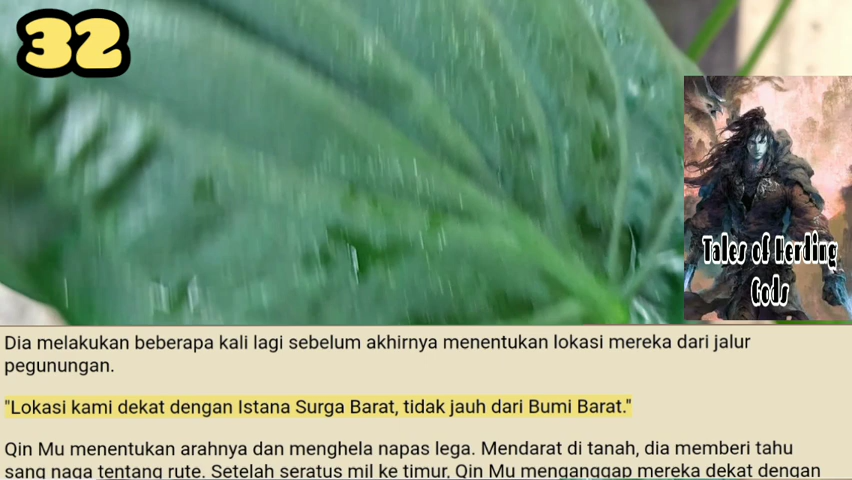 32
Tales of Herding
Gods
Dia melakukan beberapa kali lagi sebelum akhirnya menentukan lokasi mereka dari jalur
pegunungan.
"Lokasi kami dekat dengan Istana Surga Barat, tidak jauh dari Bumi Barat."
Qin Mu menentukan arahnya dan menghela napas lega. Mendarat di tanah, dia memberi tahu
sang naga tentang rute. Setelah seratus mil ke timur, Qin Mu menganggap mereka dekat dengan